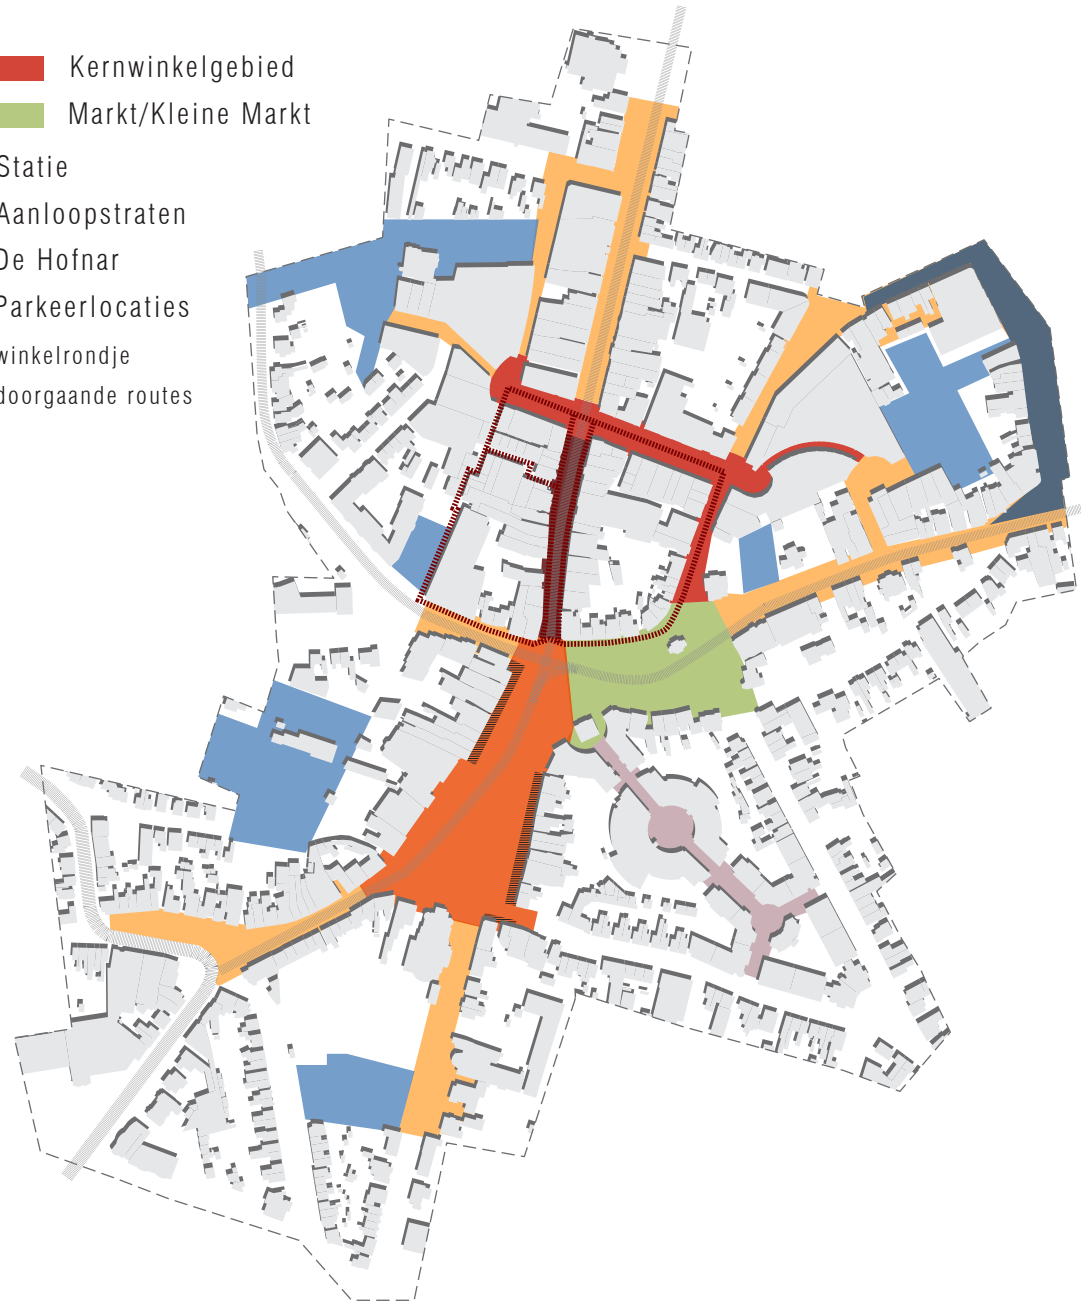 Kernwinkelgebied
Markt/Kleine Markt
Statie
Aanloopstraten
De Hofnar
Parkeerlocaties
winkelrondje
doorgaande routes